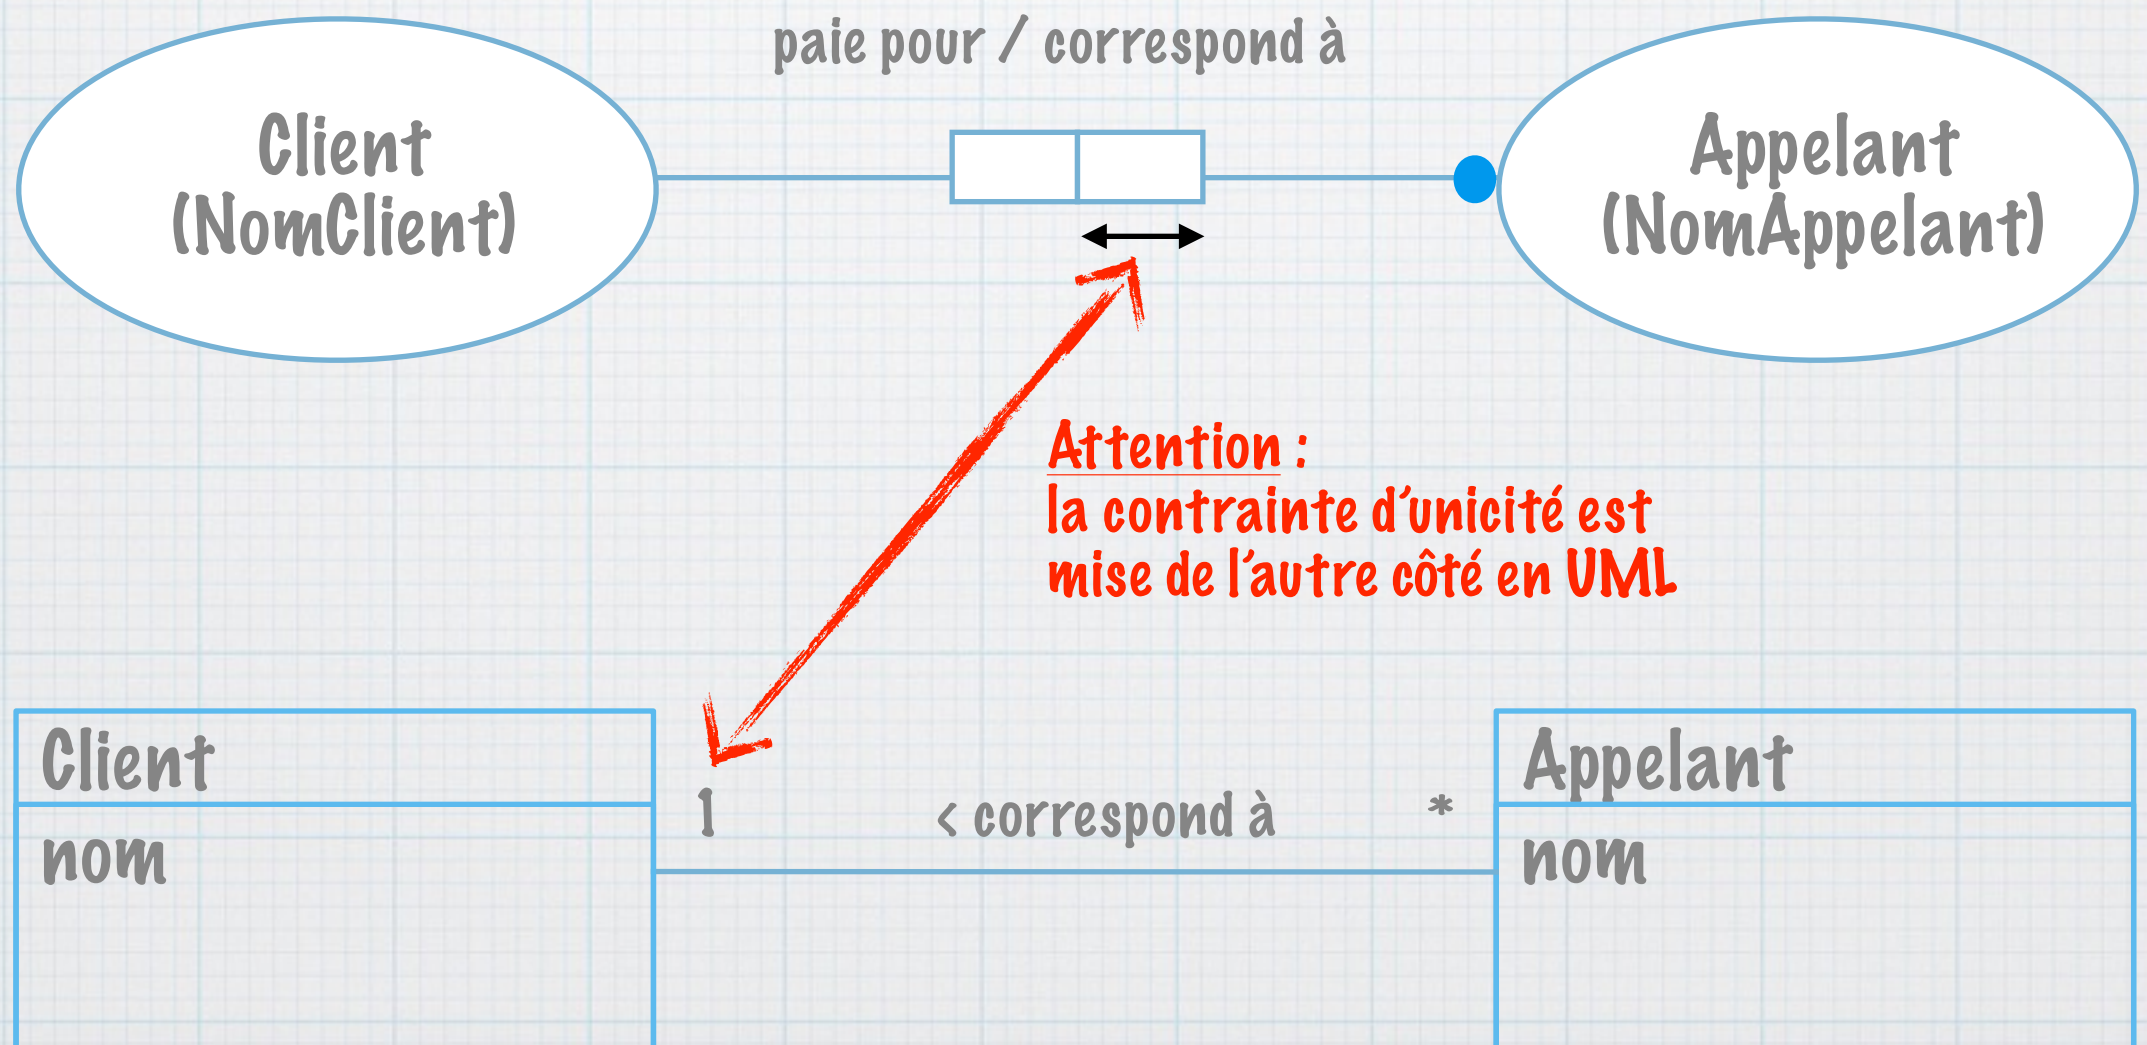 paie pour / correspond à
Client
(NomClient)
Appelant
(NomAppelant)
Attention :
la contrainte d'unicité est
mise de l'autre côté en UML
Client
nom
1
< correspond à
*
Appelant
nom